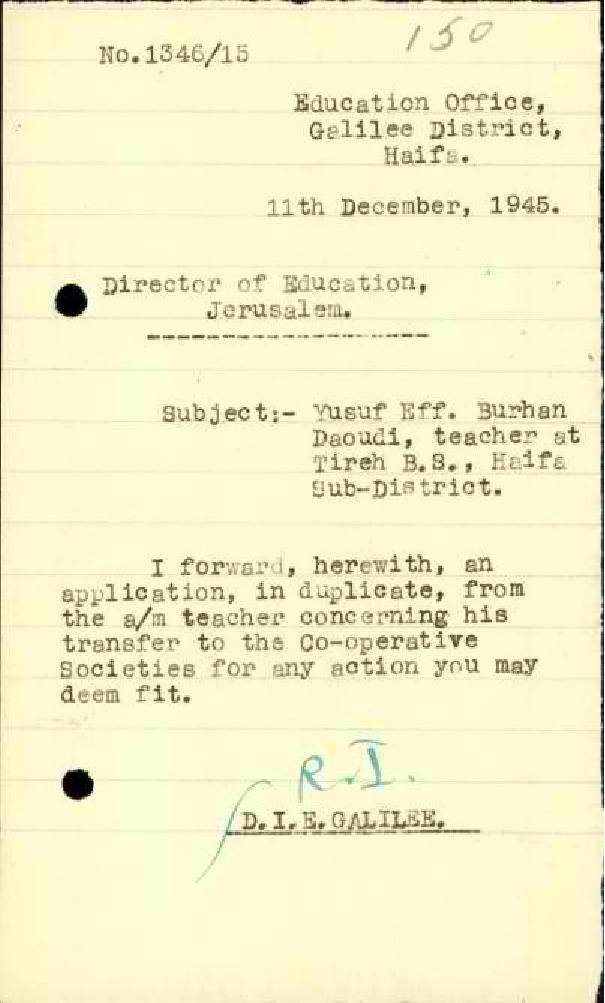 150
No.1346/15
Education Office,
Galilee District,
Haifa.
11th December, 1945.
Director of Education,
Jerusalem.
Subject:- Yusuf Eff. Burhan
Daoudi, teacher at
Tireh B.S., Haifa
Sub-District.
I forward, herewith, an
application, in duplicate, from
the a/m teacher concerning his
transfer to the Co-operative
Societies for any action you may
deem fit.
R.I.
D.I.E.GALILEE.